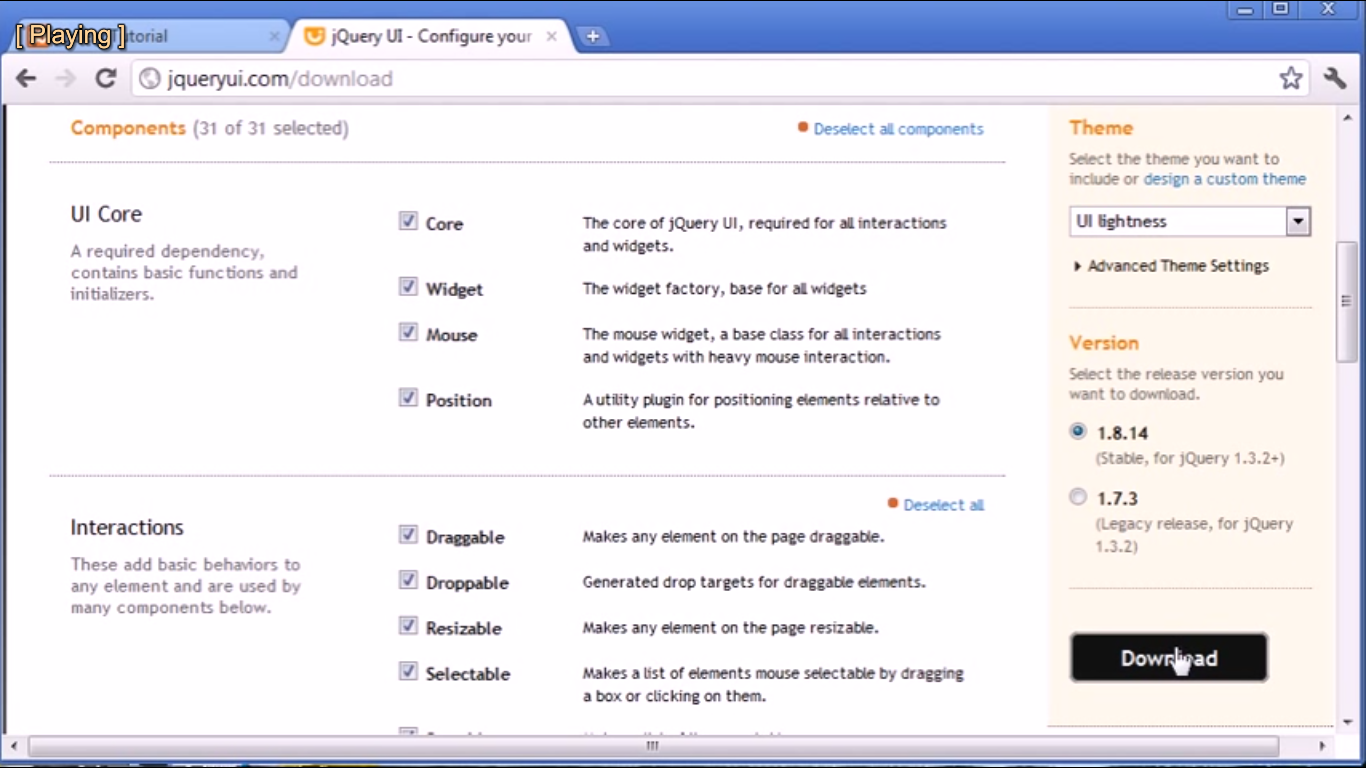 [ Playing ]
utorial
jQuery UI - Configure your
jqueryui.com/download
Components (31 of 31 selected)
Deselect all components
UI Core
A required dependency,
contains basic functions and
initializers.
Core
The core of jQuery UI, required for all interactions
and widgets.
Widget
The widget factory, base for all widgets
Mouse
The mouse widget, a base class for all interactions
and widgets with heavy mouse interaction.
Position
A utility plugin for positioning elements relative to
other elements.
Deselect all
Interactions
These add basic behaviors to
any element and are used by
many components below.
Draggable
Makes any element on the page draggable.
Droppable
Generated drop targets for draggable elements.
Resizable
Makes any element on the page resizable.
Selectable
Makes a list of elements mouse selectable by dragging
a box or clicking on them.
Theme
Select the theme you want to
include or design a custom theme
UI lightness
Advanced Theme Settings
Version
Select the release version you
want to download.
1.8.14
(Stable, for jQuery 1.3.2+)
1.7.3
(Legacy release, for jQuery
1.3.2)
Download